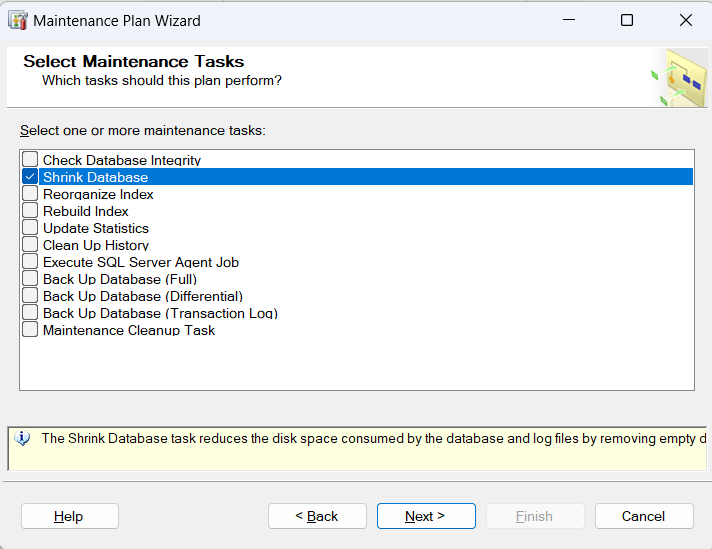 Maintenance Plan Wizard
Select Maintenance Tasks
Which tasks should this plan perform?
Select one or more maintenance tasks:
Check Database Integrity
Shrink Database
Reorganize Index
Rebuild Index
Update Statistics
Clean Up History
Execute SQL Server Agent Job
Back Up Database (Full)
Back Up Database (Differential)
Back Up Database (Transaction Log)
Maintenance Cleanup Task
The Shrink Database task reduces the disk space consumed by the database and log files by removing empty d
Help < Back Next > Finish Cancel